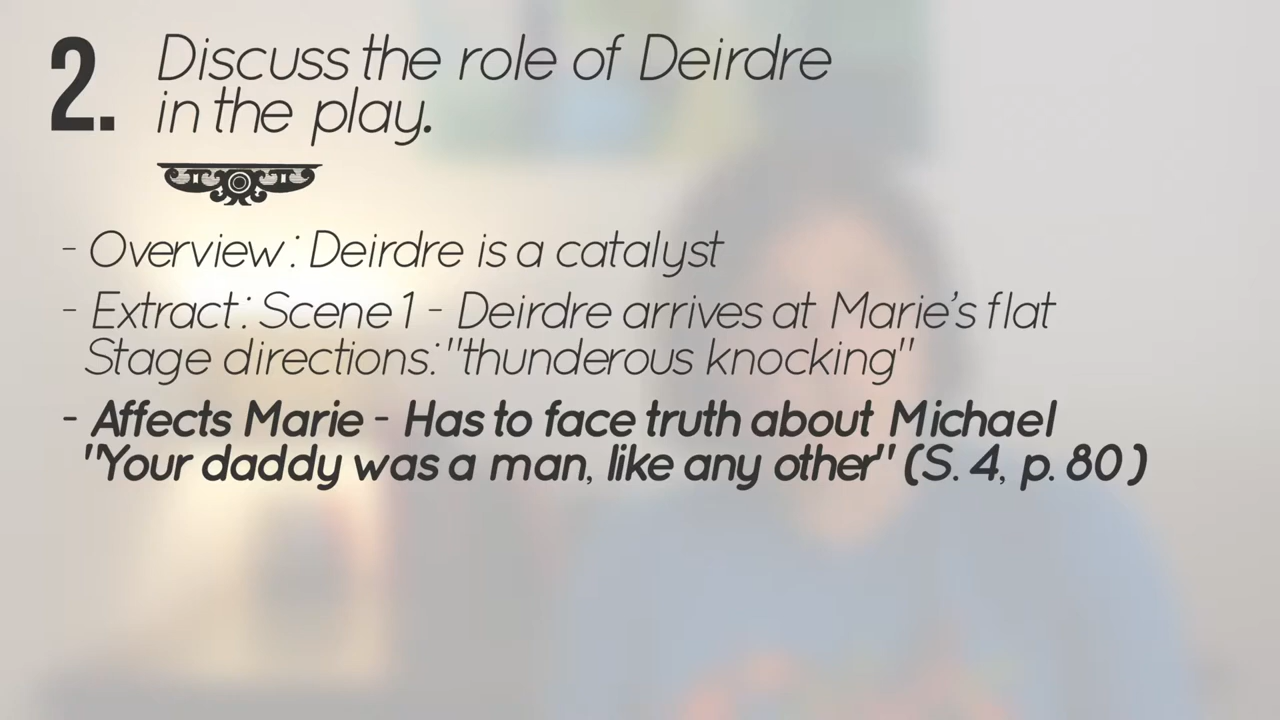 2. Discuss the role of Deirdre
in the play.
- Overview: Deirdre is a catalyst
- Extract: Scene 1 - Deirdre arrives at Marie's flat
Stage directions: "thunderous knocking"
- Affects Marie - Has to face truth about Michael
"Your daddy was a man, like any other" (S. 4, p. 80)